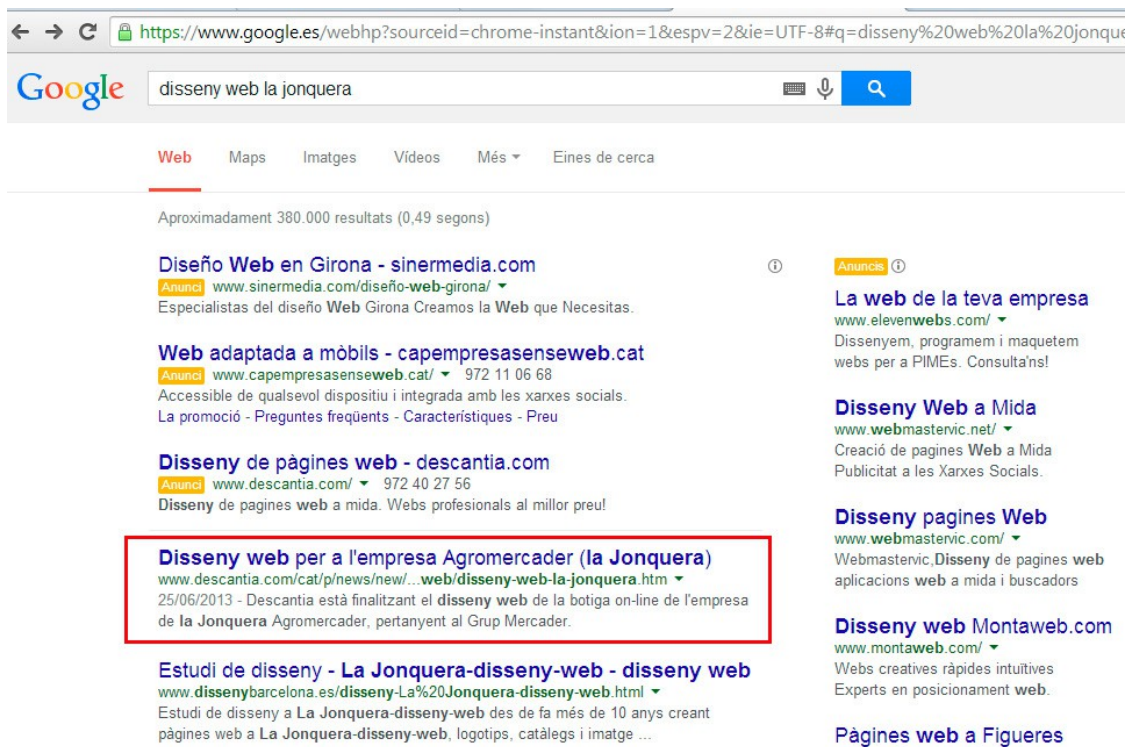 https://www.google.es/webhp?sourceid=chrome-instant&ion=1&espv=2&ie=UTF-8#q=disseny%20web%20la%20jonque
Google
disseny web la jonquera
Web Maps Imatges Vídeos Més Eines de cerca
Aproximadament 380.000 resultats (0,49 segons)
Diseño Web en Girona - sinermedia.com
Anunci www.sinermedia.com/diseño-web-girona/
Especialistas del diseño Web Girona Creamos la Web que Necesitas.
Web adaptada a mòbils - capempresasenseweb.cat
Anunci www.capempresasenseweb.cat/ 972 11 06 68
Accessible de qualsevol dispositiu i integrada amb les xarxes socials.
La promoció - Preguntes freqüents - Característiques - Preu
Disseny de pàgines web - descantia.com
Anunci www.descantia.com/ 972 40 27 56
Disseny de pagines web a mida. Webs profesionals al millor preu!
Disseny web per a l'empresa Agromercader (la Jonquera)
www.descantia.com/cat/p/news/new/...web/disseny-web-la-jonquera.htm
25/06/2013 - Descantia està finalitzant el disseny web de la botiga on-line de l'empresa
de la Jonquera Agromercader, pertanyent al Grup Mercader.
Estudi de disseny - La Jonquera-disseny-web - disseny web
www.dissenybarcelona.es/disseny-La%20Jonquera-disseny-web.html
Estudi de disseny a La Jonquera-disseny-web des de fa més de 10 anys creant
pàgines web a La Jonquera-disseny-web, logotips, catàlegs i imatge ...
Anuncis
La web de la teva empresa
www.elevenwebs.com/
Dissenyem, programem i maquetem
webs per a PIMEs. Consulta'ns!
Disseny Web a Mida
www.webmastervic.net/
Creació de pagines Web a Mida
Publicitat a les Xarxes Socials.
Disseny pagines Web
www.webmastervic.com/
Webmastervic,Disseny de pagines web
aplicacions web a mida i buscadors
Disseny web Montaweb.com
www.montaweb.com/
Webs creatives ràpides intuïtives
Experts en posicionament web.
Pàgines web a Figueres